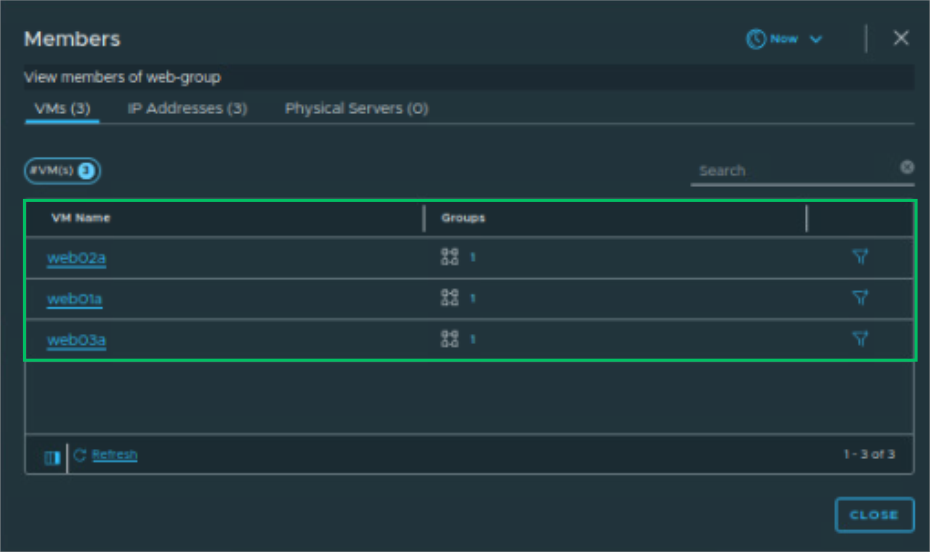 Members
Now
View members of web-group
VMs (3) IP Addresses (3) Physical Servers (0)
#VM(s) 3
Search
VM Name Groups
web02a 1
web01a 1
web03a 1
Refresh
1 - 3 of 3
CLOSE